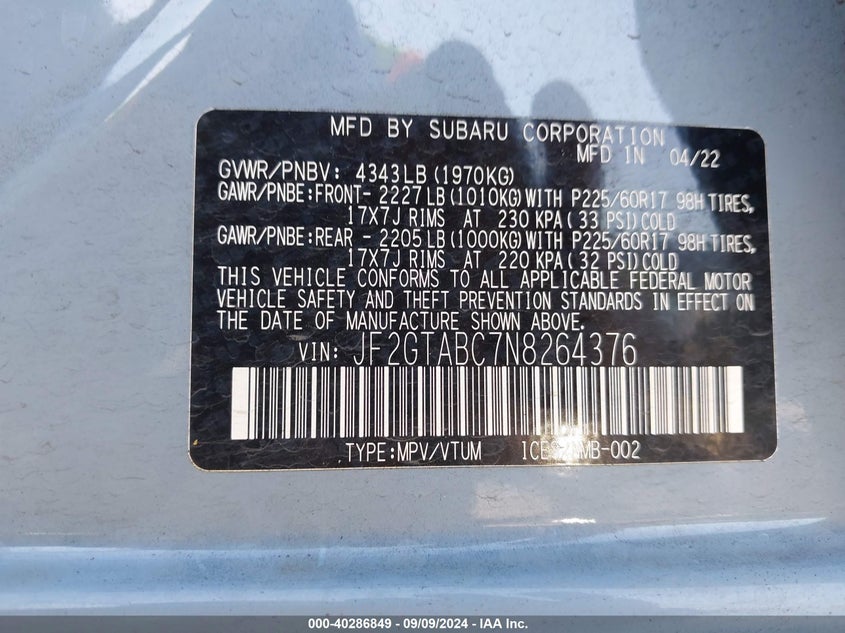 MFD BY SUBARU CORPORATION
MFD IN 04/22
GVWR/PNBV: 4343LB(1970KG)
GAWR/PNBE:FRONT- 2227LB(1010KG)WITH P225/60R17 98H TIRES,
17X7J RIMS AT 230 KPA(33 PSI)COLD
GAWR/PNBE:REAR - 2205LB(1000KG)WITH P225/60R17 98H TIRES,
17X7J RIMS AT 220 KPA(32 PSI)COLD
THIS VEHICLE CONFORMS TO ALL APPLICABLE FEDERAL MOTOR
VEHICLE SAFETY AND THEFT PREVENTION STANDARDS IN EFFECT ON
THE DATE OF MANUFACTURE SHOWN ABOVE.
VIN: JF2GTABC7N8264376
TYPE:MPV/VTUM
000-40286849 - 09/09/2024 - IAA Inc.